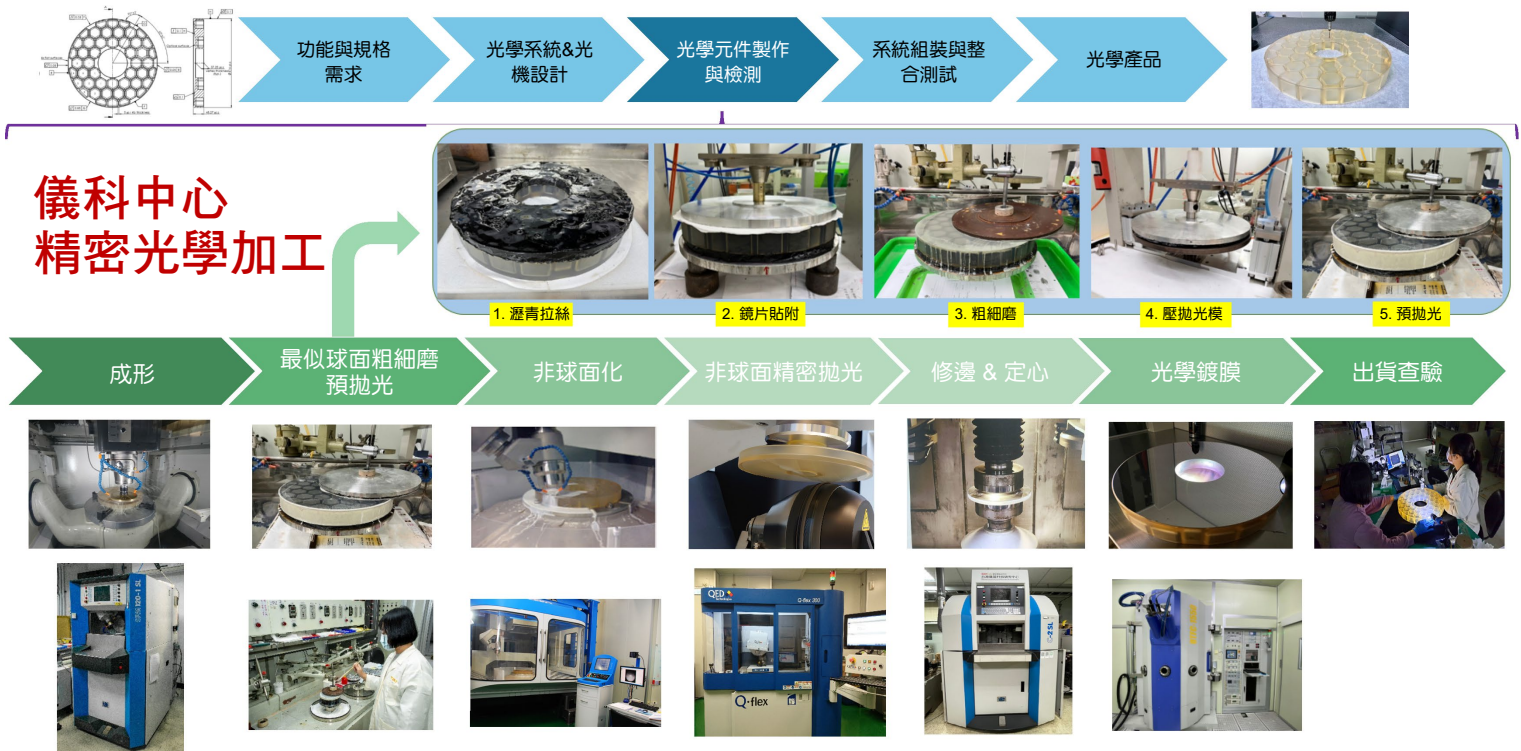 功能與規格
需求
光學系統&光
機設計
光學元件製作
與檢測
系統組裝與整
合測試
光學產品
儀科中心
精密光學加工
1. 瀝青拉絲
2. 鏡片貼附
3. 粗細磨
4. 壓拋光模
5. 預拋光
成形
最似球面粗細磨
預拋光
非球面化
非球面精密拋光
修邊 & 定心
光學鍍膜
出貨查驗
QED
Technologies
Q-flex 300
Q-flex